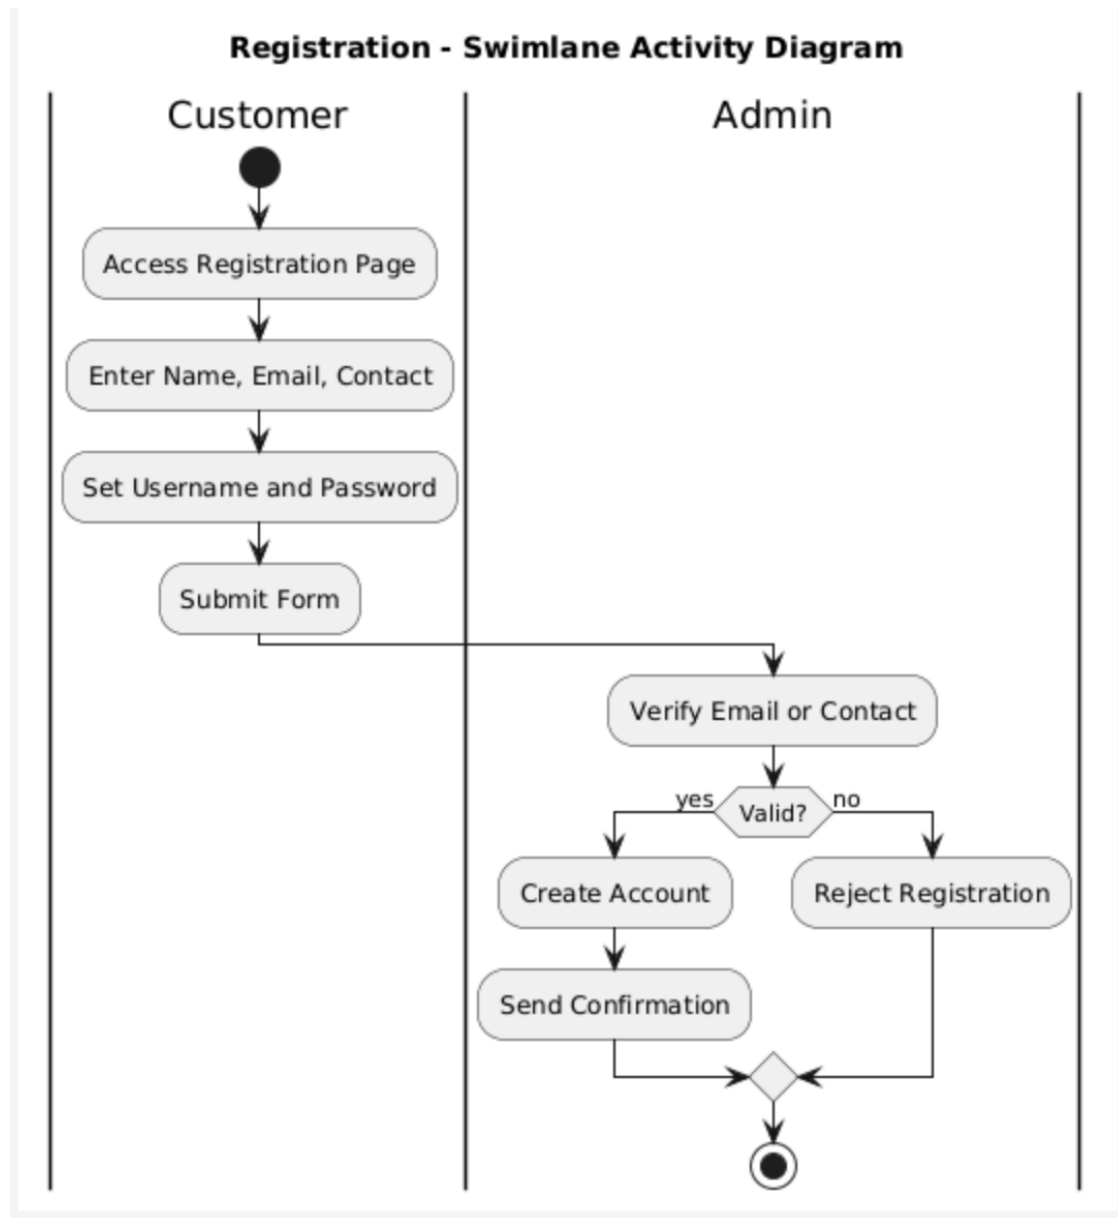 Registration - Swimlane Activity Diagram
Customer
Admin
Access Registration Page
Enter Name, Email, Contact
Set Username and Password
Submit Form
Verify Email or Contact
yes
Valid?
no
Create Account
Reject Registration
Send Confirmation